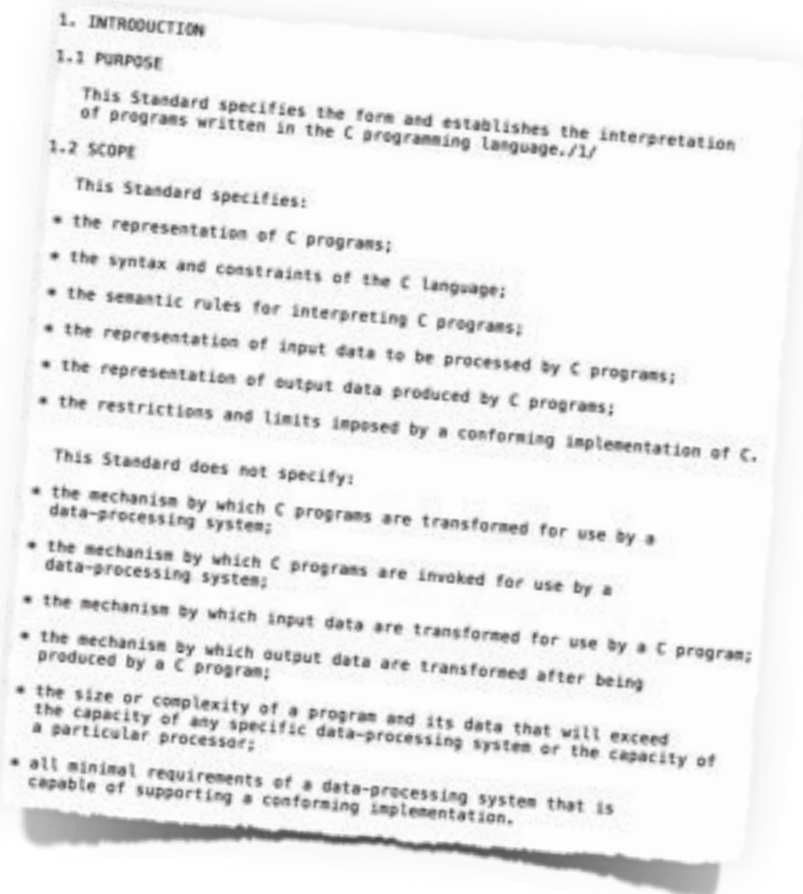 1. INTRODUCTION
1.1 PURPOSE
This Standard specifies the form and establishes the interpretation
of programs written in the C programming language./1/
1.2 SCOPE
This Standard specifies:
* the representation of C programs;
* the syntax and constraints of the C language;
* the semantic rules for interpreting C programs;
* the representation of input data to be processed by C programs;
* the representation of output data produced by C programs;
* the restrictions and limits imposed by a conforming implementation of C.
This Standard does not specify:
* the mechanism by which C programs are transformed for use by a
data-processing system;
* the mechanism by which C programs are invoked for use by a
data-processing system;
* the mechanism by which input data are transformed for use by a C program;
* the mechanism by which output data are transformed after being
produced by a C program;
* the size or complexity of a program and its data that will exceed
the capacity of any specific data-processing system or the capacity of
a particular processor;
* all minimal requirements of a data-processing system that is
capable of supporting a conforming implementation.